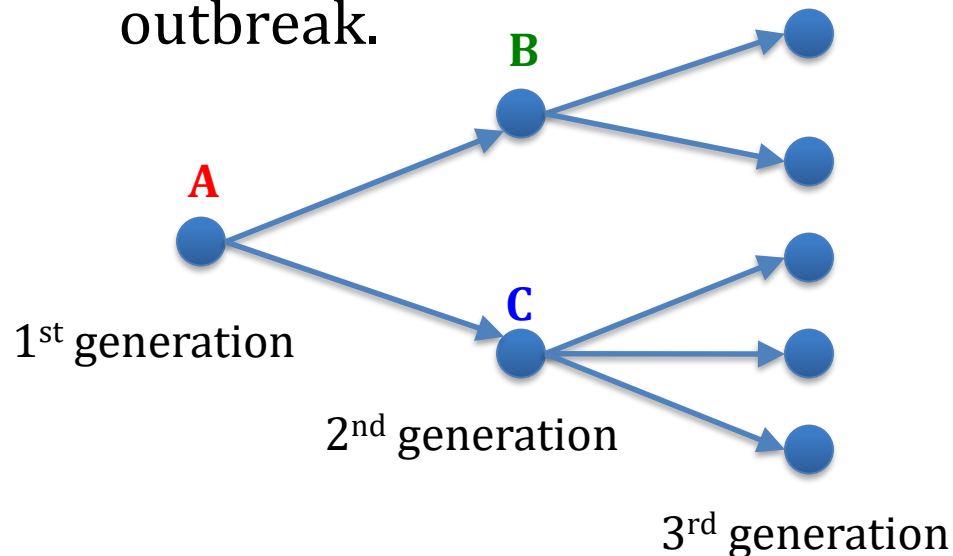 outbreak.
B
A
C
1st generation
2nd generation
3rd generation